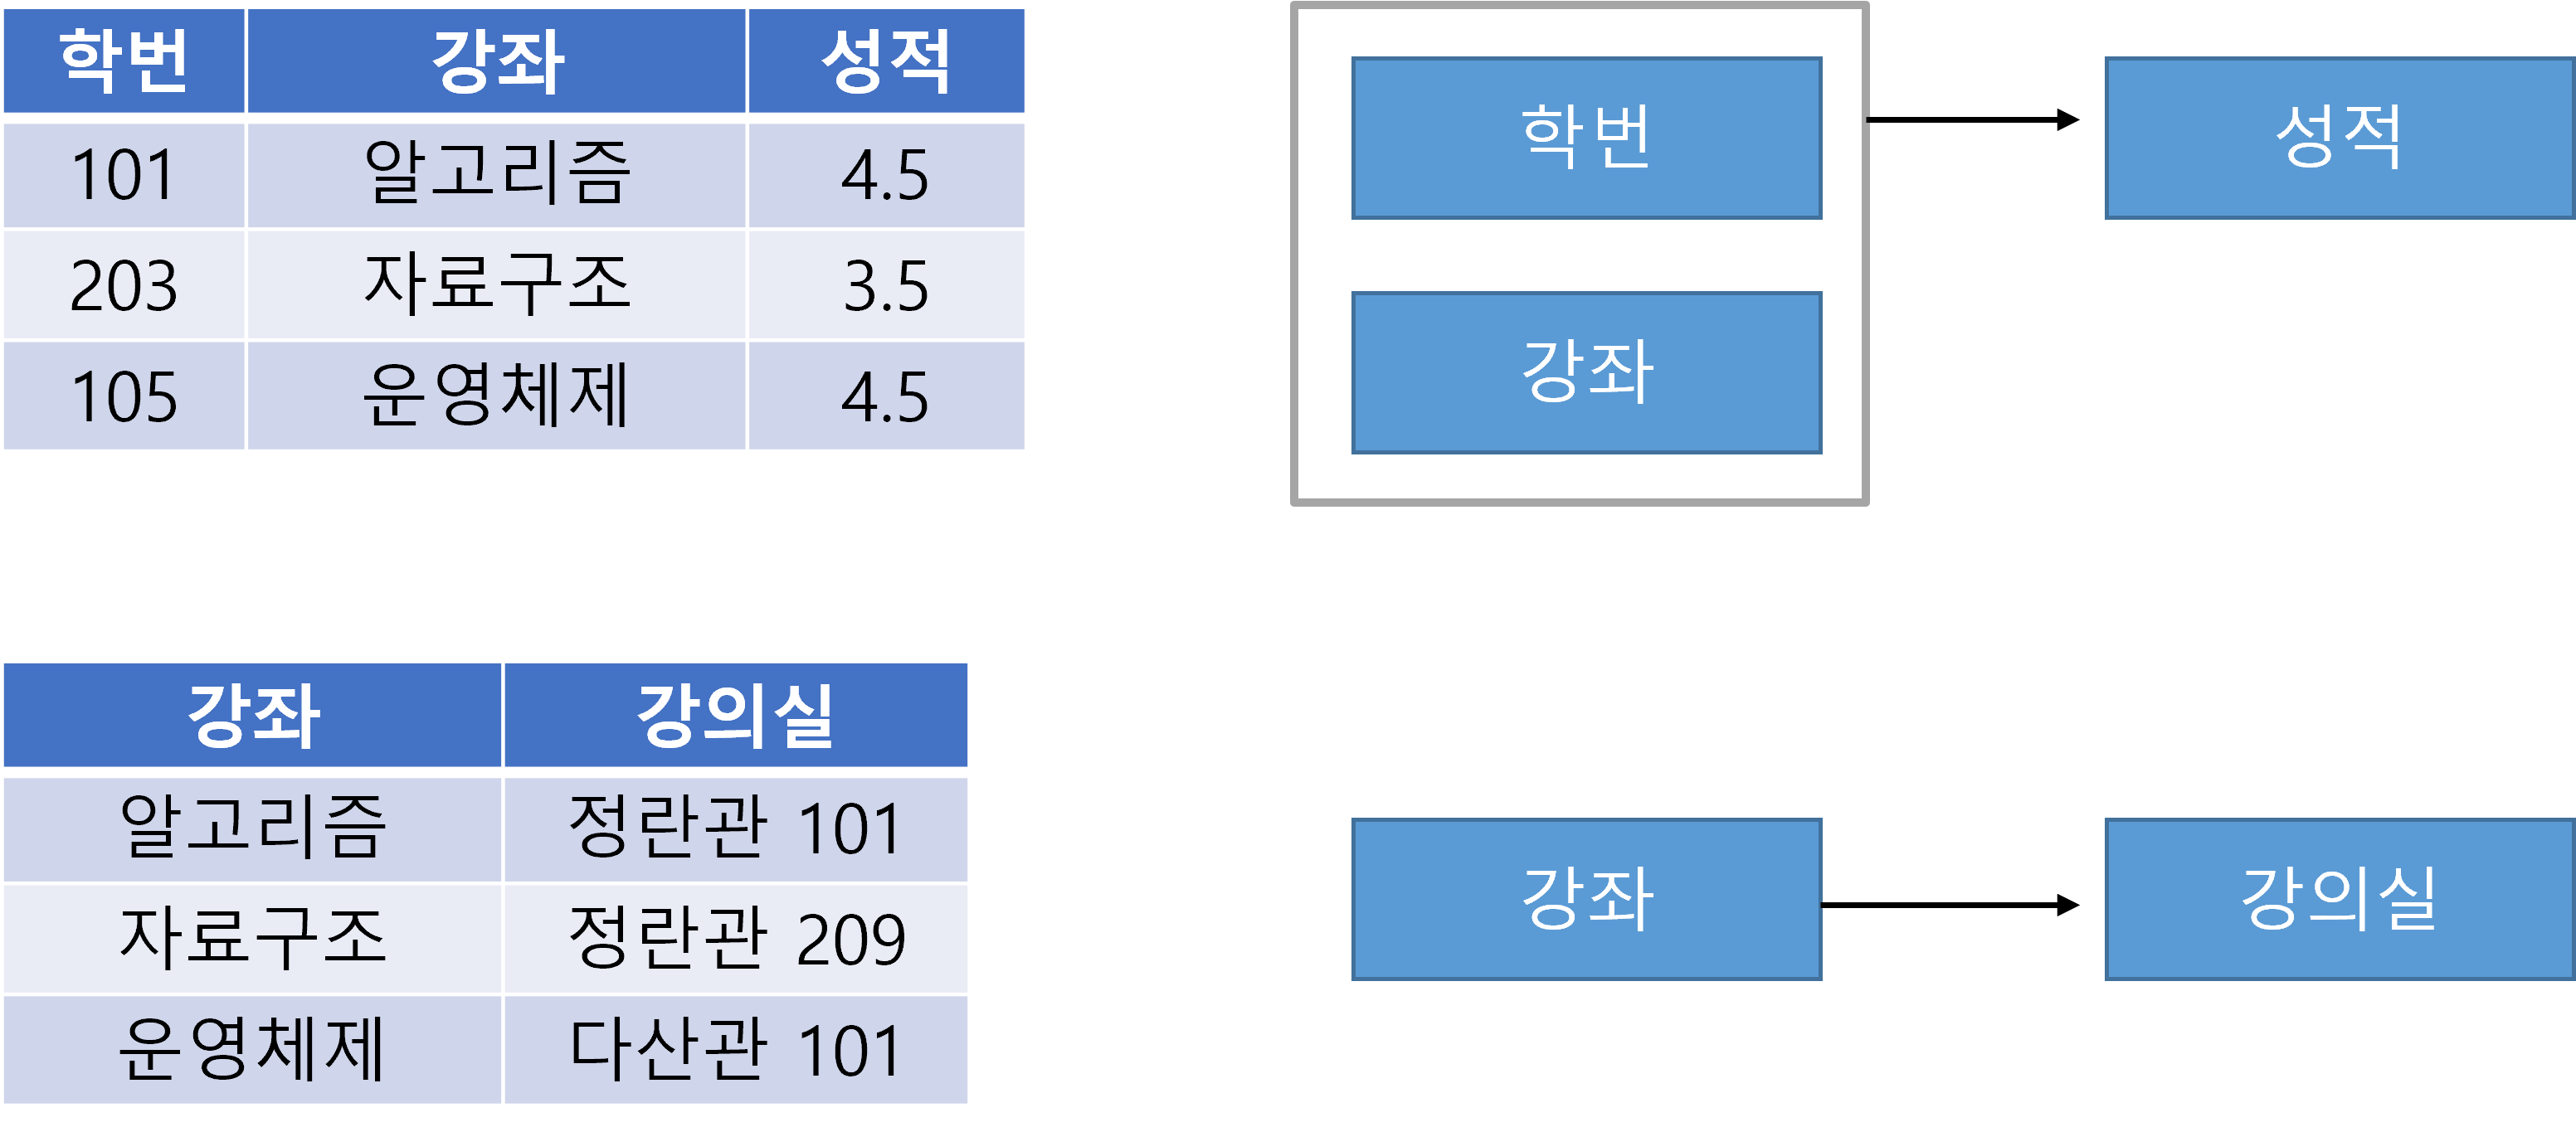 학번 강좌 성적
101 알고리즘 4.5
203 자료구조 3.5
105 운영체제 4.5
학번
강좌
성적
강좌 강의실
알고리즘 정란관 101
자료구조 정란관 209
운영체제 다산관 101
강좌
강의실